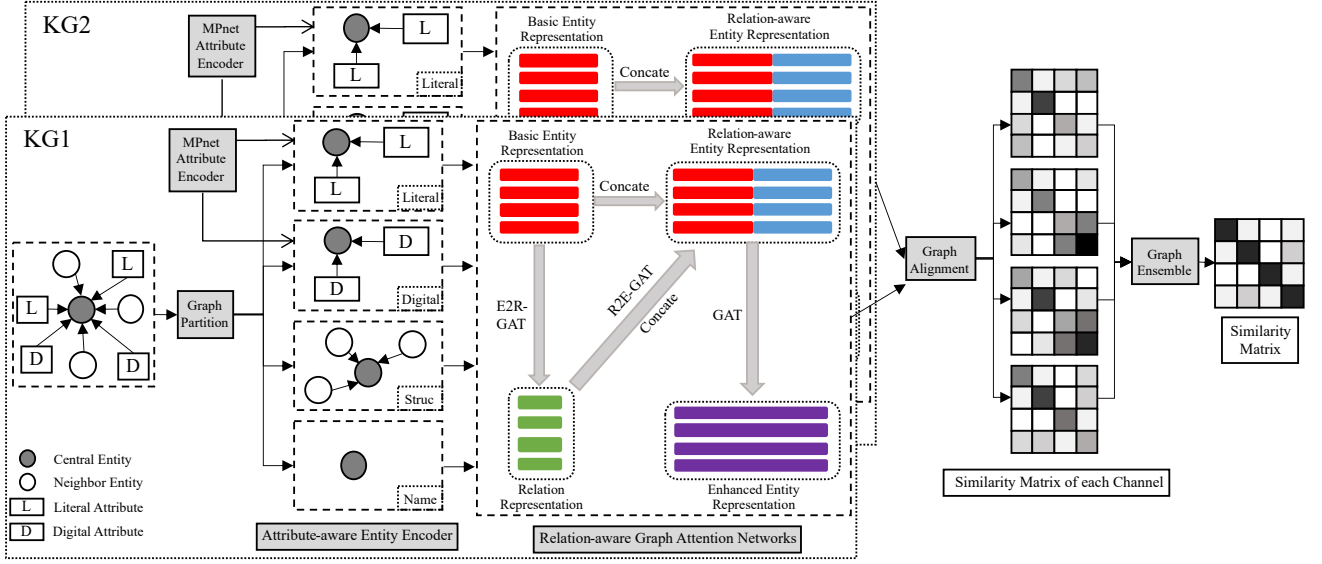 KG2
MPnet
Attribute
Encoder
L
L
Literal
Basic Entity
Representation
Concate
Relation-aware
Entity Representation
KG1
MPnet
Attribute
Encoder
L
L
Literal
D
D
Digital
Struc
Name
L
L
D
D
Graph
Partition
Basic Entity
Representation
Concate
Relation-aware
Entity Representation
E2R-
GAT
R2E-GAT
Concate
GAT
Relation
Representation
Enhanced Entity
Representation
Central Entity
Neighbor Entity
L
Literal Attribute
D
Digital Attribute
Attribute-aware Entity Encoder
Relation-aware Graph Attention Networks
Graph
Alignment
Similarity Matrix of each Channel
Graph
Ensemble
Similarity
Matrix